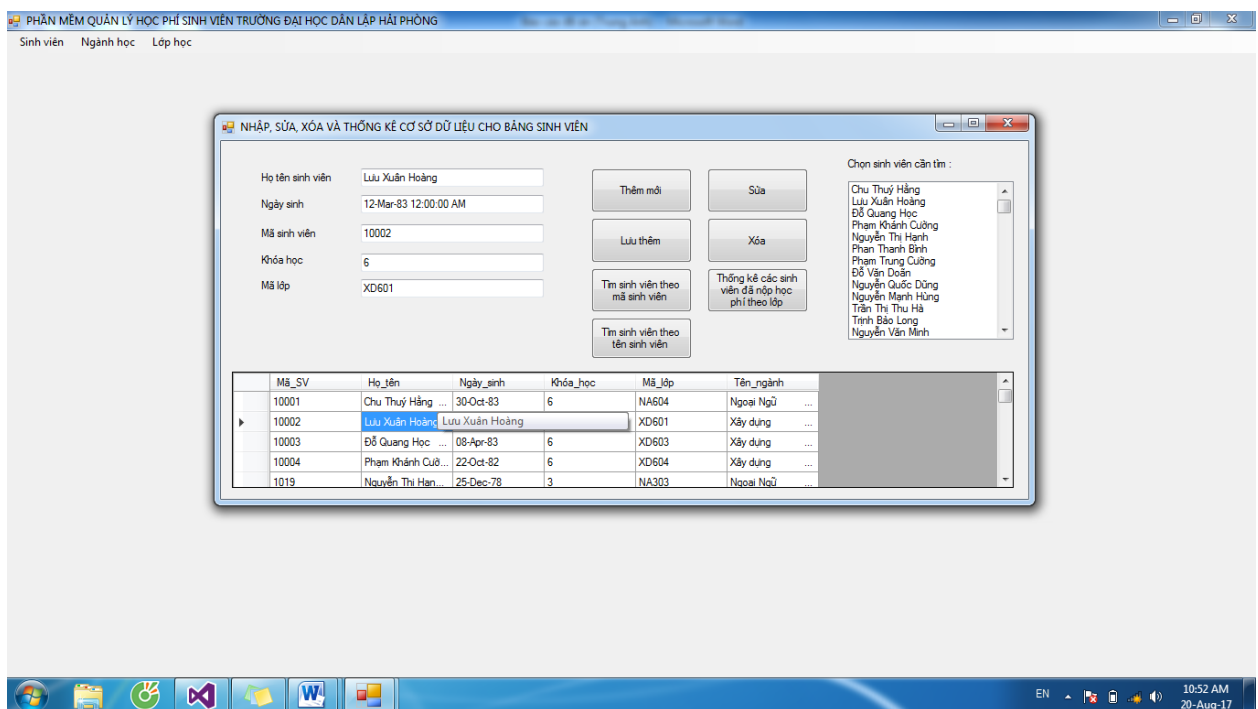 PHẦN MỀM QUẢN LÝ HỌC PHÍ SINH VIÊN TRƯỜNG ĐẠI HỌC DÂN LẬP HẢI PHÒNG
Sinh viên Ngành học Lớp học
NHẬP, SỬA, XÓA VÀ THỐNG KÊ CƠ SỞ DỮ LIỆU CHO BẢNG SINH VIÊN
Họ tên sinh viên Lưu Xuân Hoàng
Ngày sinh 12-Mar-83 12:00:00 AM
Mã sinh viên 10002
Khóa học 6
Mã lớp XD601
Thêm mới Sửa
Lưu thêm Xóa
Tìm sinh viên theo
mã sinh viên
Thống kê các sinh
viên đã nộp học
phí theo lớp
Tìm sinh viên theo
tên sinh viên
Chọn sinh viên cần tìm :
Chu Thuý Hằng
Lưu Xuân Hoàng
Đỗ Quang Học
Phạm Khánh Cường
Nguyễn Thị Hạnh
Phan Thanh Bình
Phạm Trung Cường
Đỗ Văn Doãn
Nguyễn Quốc Dũng
Nguyễn Mạnh Hùng
Trần Thị Thu Hà
Trịnh Bảo Long
Nguyễn Văn Minh
Mã_SV Họ_tên Ngày_sinh Khóa_học Mã_lớp Tên_ngành
10001 Chu Thuý Hằng ... 30-Oct-83 6 NA604 Ngoại Ngữ ...
10002 Lưu Xuân Hoàng Lưu Xuân Hoàng XD601 Xây dựng ...
10003 Đỗ Quang Học ... 08-Apr-83 6 XD603 Xây dựng ...
10004 Phạm Khánh Cườ... 22-Oct-82 6 XD604 Xây dựng ...
1019 Nguyễn Thị Hạn... 25-Dec-78 3 NA303 Ngoại Ngữ ...
EN 10:52 AM
20-Aug-17